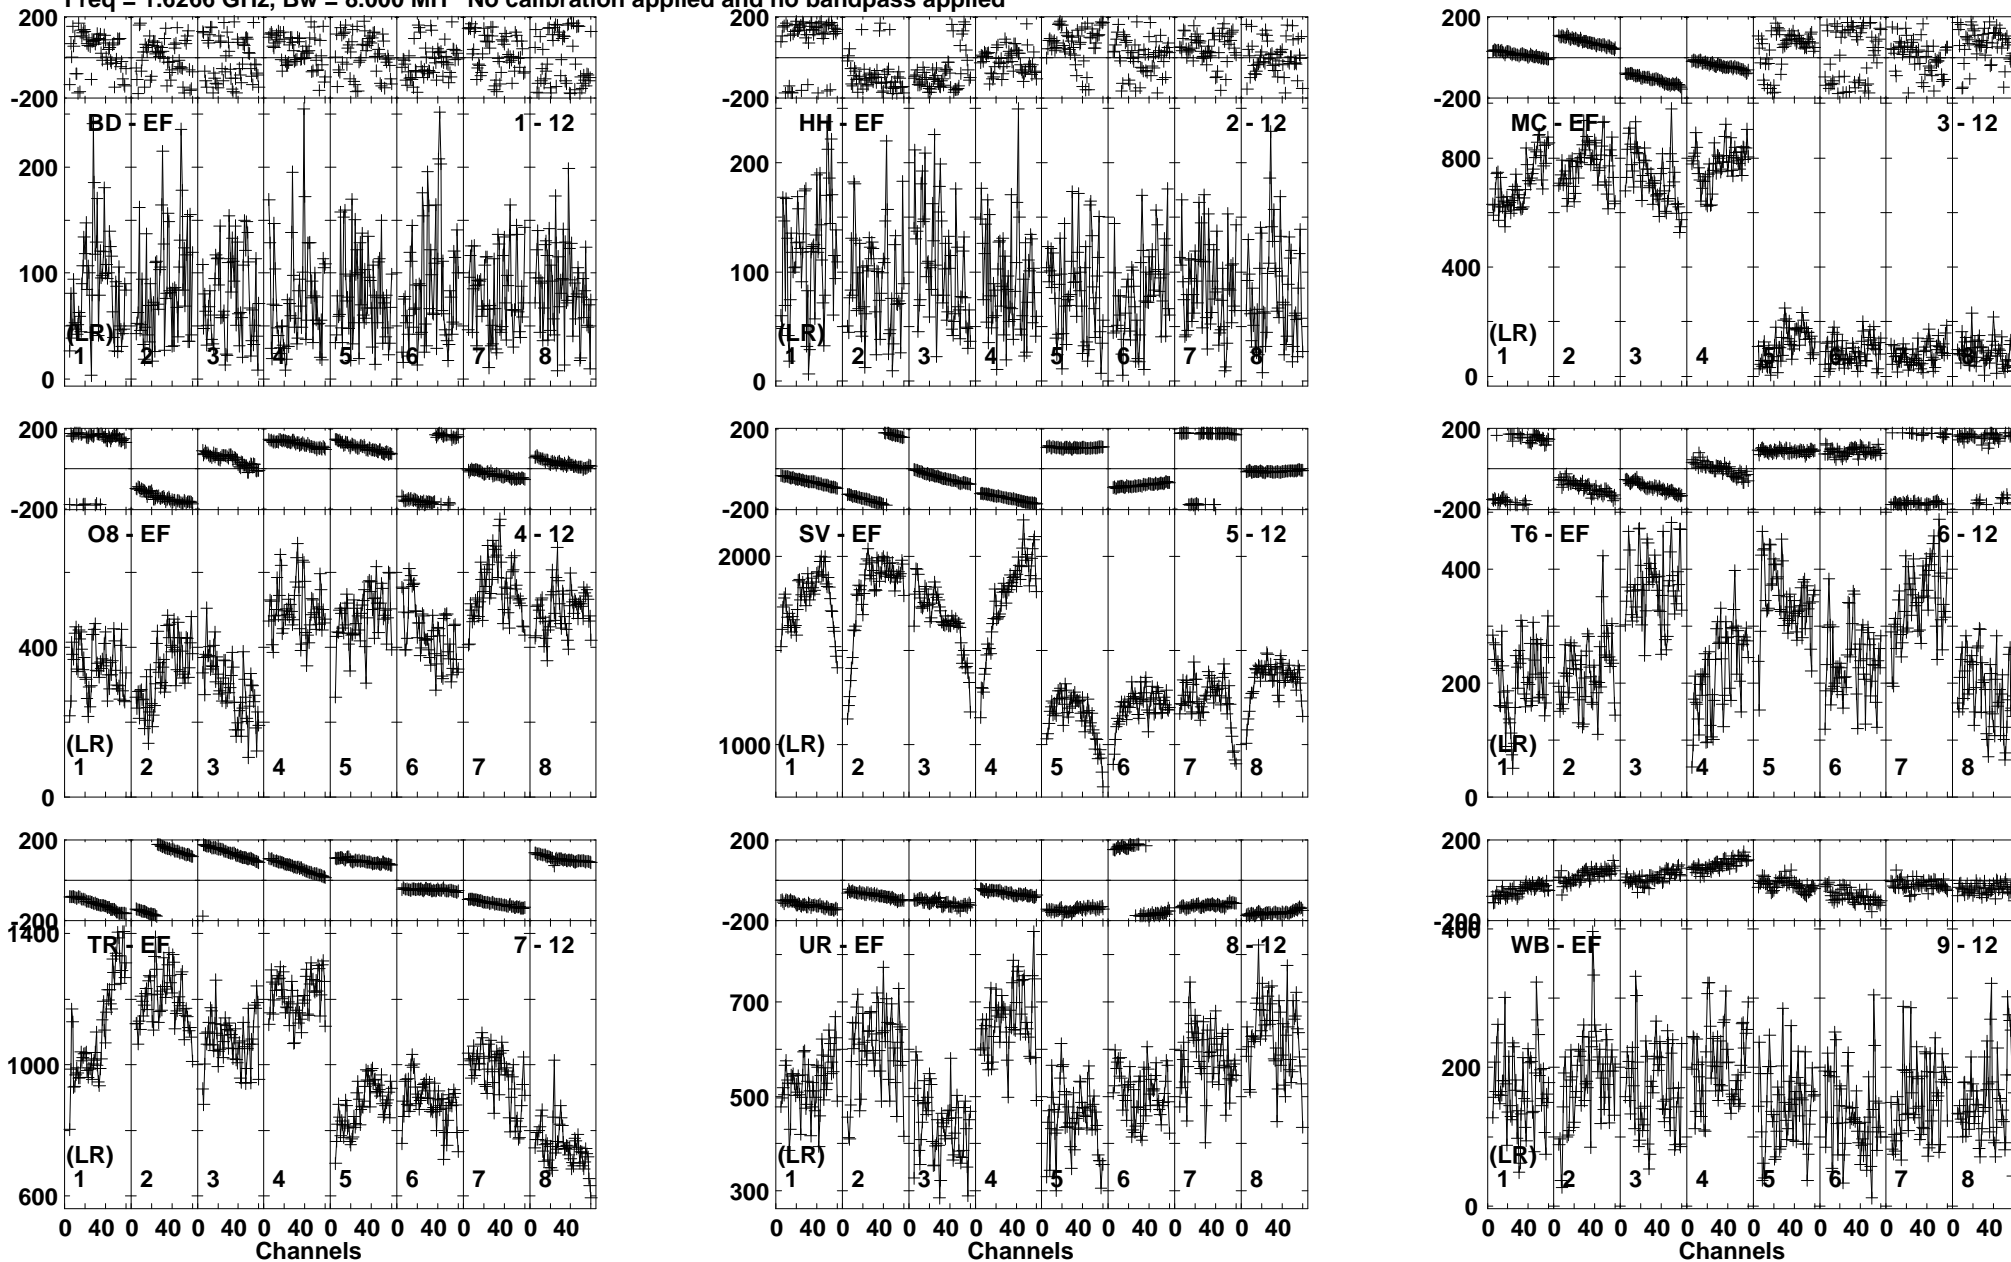 Freq = 1.6266 GHz, Bw = 8.000 MH No calibration applied and no bandpass applied
200 200 200
-200 -200 -200
BD - EF 1 - 12 HH - EF 2 - 12 MC - EF 3 - 12
200 200 800
100 100 400
(LR) (LR) (LR)
1 2 3 4 5 6 7 8 1 2 3 4 5 6 7 8 1 2 3 4 5 6 7 8
0 0 0
200 200 200
-200 -200 -200
O8 - EF 4 - 12 SV - EF 5 - 12 T6 - EF 6 - 12
400 2000 400
1000 200
(LR) (LR) (LR)
1 2 3 4 5 6 7 8 1 2 3 4 5 6 7 8 1 2 3 4 5 6 7 8
0 0
200 200 200
-200 -200 -200
1400 400
TR - EF 7 - 12 UR - EF 8 - 12 WB - EF 9 - 12
1000 700 200
500
(LR) (LR) (LR)
1 2 3 4 5 6 7 8 1 2 3 4 5 6 7 8 1 2 3 4 5 6 7 8
600 300 0
0 40 0 40 0 40 0 40 0 40 0 40 0 40 0 40 0 40 0 40 0 40 0 40 0 40 0 40 0 40 0 40 0 40 0 40 0 40 0 40 0 40 0 40 0 40 0 40
Channels Channels Channels